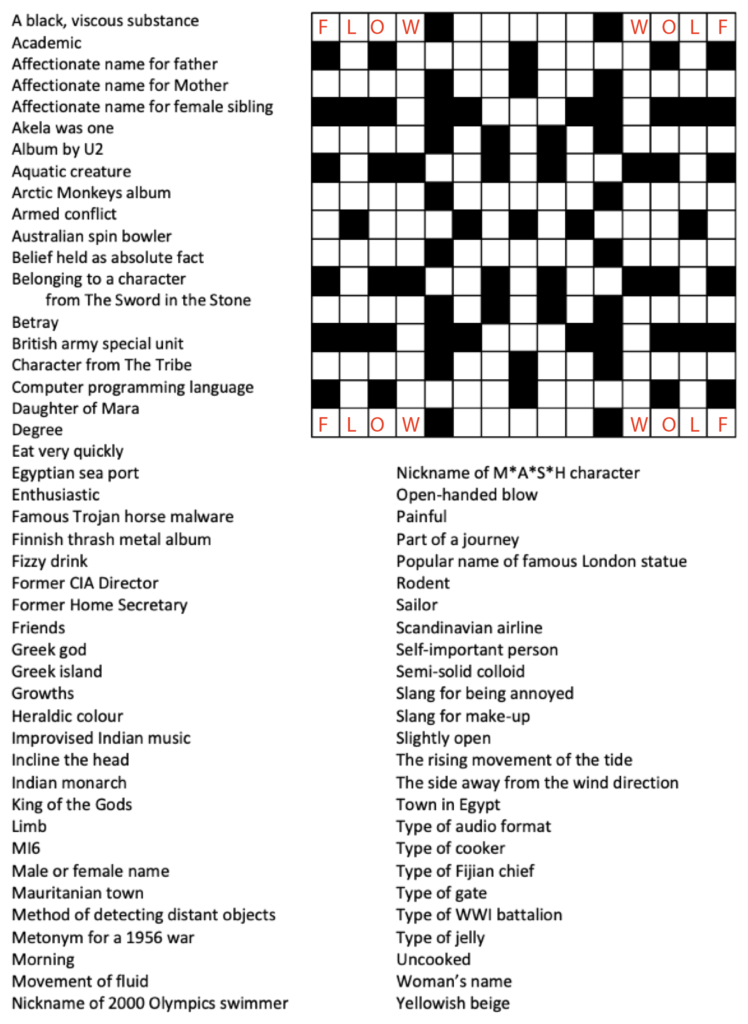 A black, viscous substance
Academic
Affectionate name for father
Affectionate name for Mother
Affectionate name for female sibling
Akela was one
Album by U2
Aquatic creature
Arctic Monkeys album
Armed conflict
Australian spin bowler
Belief held as absolute fact
Belonging to a character
from The Sword in the Stone
Betray
British army special unit
Character from The Tribe
Computer programming language
Daughter of Mara
Degree
Eat very quickly
Egyptian sea port
Enthusiastic
Famous Trojan horse malware
Finnish thrash metal album
Fizzy drink
Former CIA Director
Former Home Secretary
Friends
Greek god
Greek island
Growths
Heraldic colour
Improvised Indian music
Incline the head
Indian monarch
King of the Gods
Limb
MI6
Male or female name
Mauritanian town
Method of detecting distant objects
Metonym for a 1956 war
Morning
Movement of fluid
Nickname of 2000 Olympics swimmer
FLOW WOLF
FLOW WOLF
Nickname of M*A*S*H character
Open-handed blow
Painful
Part of a journey
Popular name of famous London statue
Rodent
Sailor
Scandinavian airline
Self-important person
Semi-solid colloid
Slang for being annoyed
Slang for make-up
Slightly open
The rising movement of the tide
The side away from the wind direction
Town in Egypt
Type of audio format
Type of cooker
Type of Fijian chief
Type of gate
Type of WWI battalion
Type of jelly
Uncooked
Woman's name
Yellowish beige